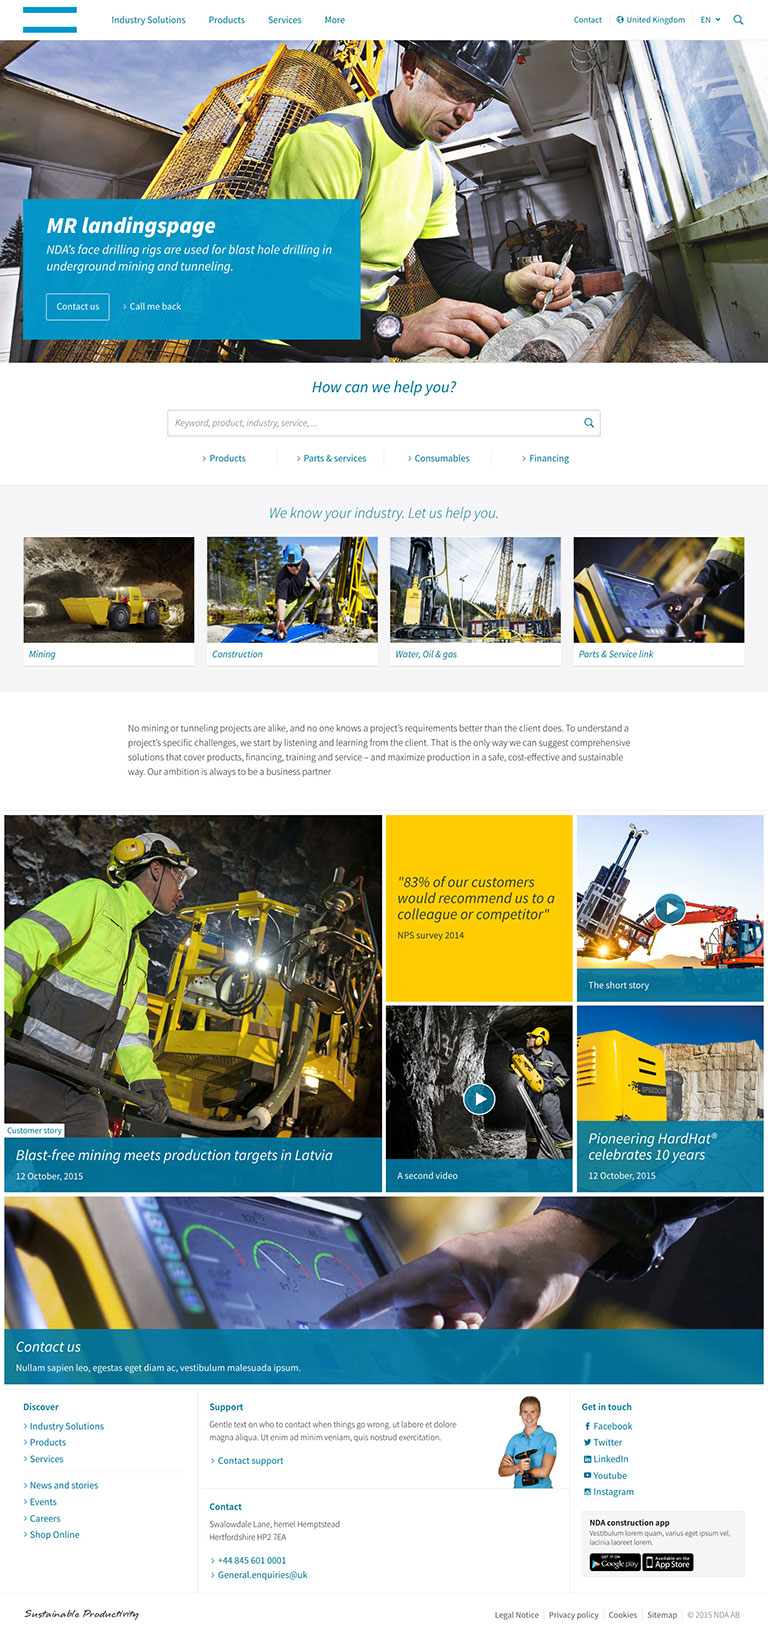 Industry Solutions Products Services More Contact United Kingdom EN
MR landingspage
NDA's face drilling rigs are used for blast hole drilling in
underground mining and tunneling.
Contact us Call me back
How can we help you?
Keyword, product, industry, service, ...
Products Parts & services Consumables Financing
We know your industry. Let us help you.
Mining Construction Water, Oil & gas Parts & Service link
No mining or tunneling projects are alike, and no one knows a project's requirements better than the client does. To understand a
project's specific challenges, we start by listening and learning from the client. That is the only way we can suggest comprehensive
solutions that cover products, financing, training and service – and maximize production in a safe, cost-effective and sustainable
way. Our ambition is always to be a business partner
"83% of our customers
would recommend us to a
colleague or competitor"
NPS survey 2014
The short story
Customer story
Blast-free mining meets production targets in Latvia
12 October, 2015
A second video
Pioneering HardHat®
celebrates 10 years
12 October, 2015
Contact us
Nullam sapien leo, egestas eget diam ac, vestibulum malesuada ipsum.
Discover
Industry Solutions
Products
Services
News and stories
Events
Careers
Shop Online
Support
Gentle text on who to contact when things go wrong. ut labore et dolore
magna aliqua. Ut enim ad minim veniam, quis nostrud exercitation.
Contact support
Contact
Swalowdale Lane, hemel Hemptstead
Hertfordshire HP2 7EA
+44 845 601 0001
General.enquiries@uk
Get in touch
Facebook
Twitter
LinkedIn
Youtube
Instagram
NDA construction app
Vestibulum lorem quam, varius eget ipsum vel,
lacinia laoreet lorem.
GET IT ON Google play Available on the App Store
Sustainable Productivity
Legal Notice Privacy policy Cookies Sitemap © 2015 NDA AB